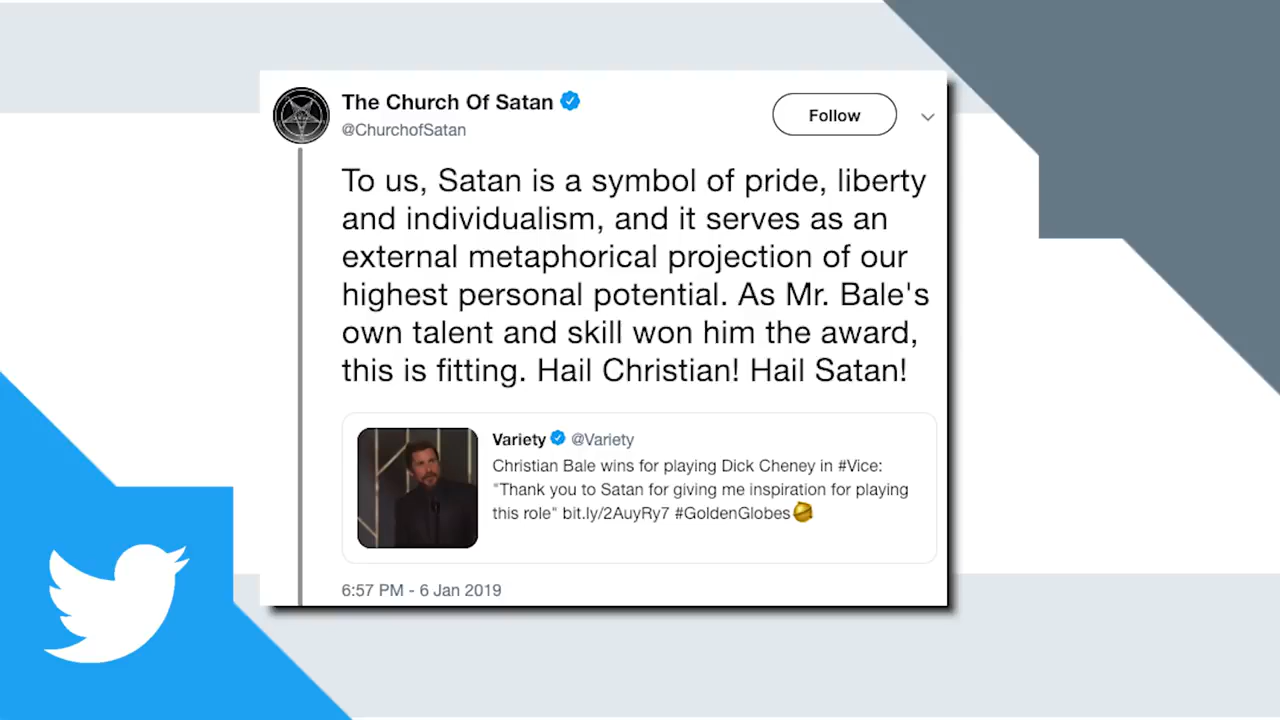 The Church Of Satan
@ChurchofSatan
Follow
To us, Satan is a symbol of pride, liberty
and individualism, and it serves as an
external metaphorical projection of our
highest personal potential. As Mr. Bale's
own talent and skill won him the award,
this is fitting. Hail Christian! Hail Satan!
Variety @Variety
Christian Bale wins for playing Dick Cheney in #Vice:
"Thank you to Satan for giving me inspiration for playing
this role" bit.ly/2AuyRy7 #GoldenGlobes
6:57 PM - 6 Jan 2019